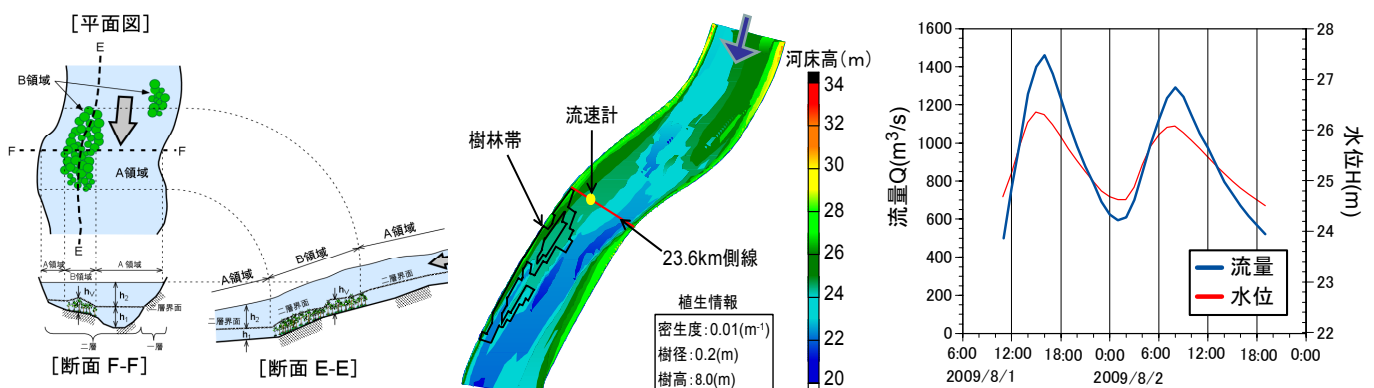 [平面図]
E
B領域
A領域
F
F
E
A領域
B領域
A 領域
hv
h2
二層界面
h1
二層
一層
[断面 F-F]
A領域
B領域
A領域
二層界面
hv
二層界面
二層界面
h2
h1
[断面 E-E]
河床高(m)
34
32
30
28
26
24
22
20
流速計
樹林帯
23.6km側線
植生情報
密生度:0.01(m⁻¹)
樹径:0.2(m)
樹高:8.0(m)
流量Q(m³/s)
1600
1400
1200
1000
800
600
400
200
0
水位H(m)
28
27
26
25
24
23
22
流量
水位
6:00 12:00 18:00 0:00 6:00 12:00 18:00 0:00
2009/8/1 2009/8/2